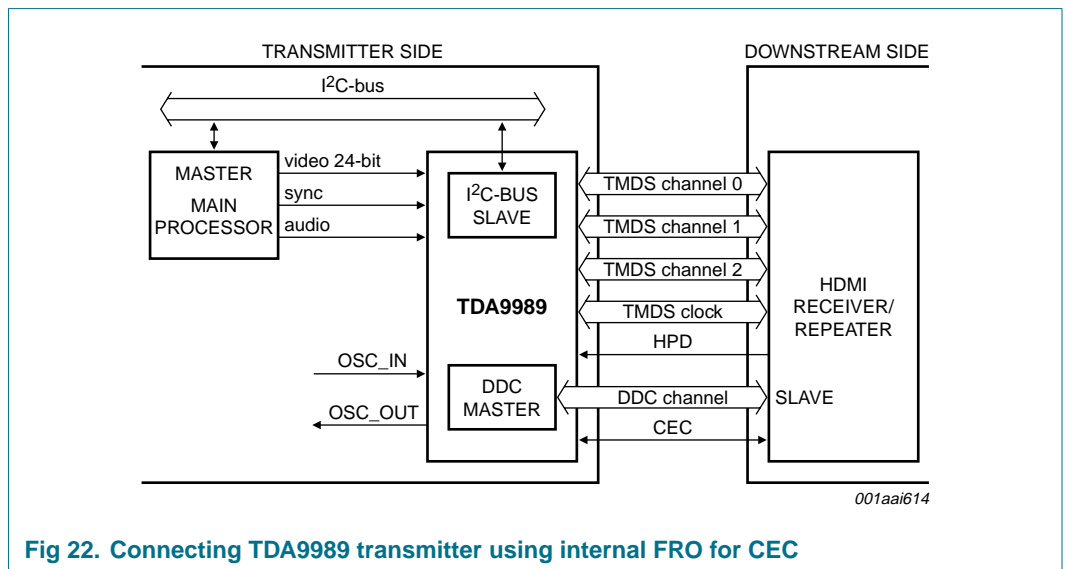 TRANSMITTER SIDE
DOWNSTREAM SIDE
I²C-bus
MASTER
MAIN
PROCESSOR
video 24-bit
sync
audio
I²C-BUS
SLAVE
TDA9989
OSC_IN
OSC_OUT
DDC
MASTER
TMDS channel 0
TMDS channel 1
TMDS channel 2
TMDS clock
HPD
DDC channel
CEC
HDMI
RECEIVER/
REPEATER
SLAVE
001aai614
Fig 22. Connecting TDA9989 transmitter using internal FRO for CEC